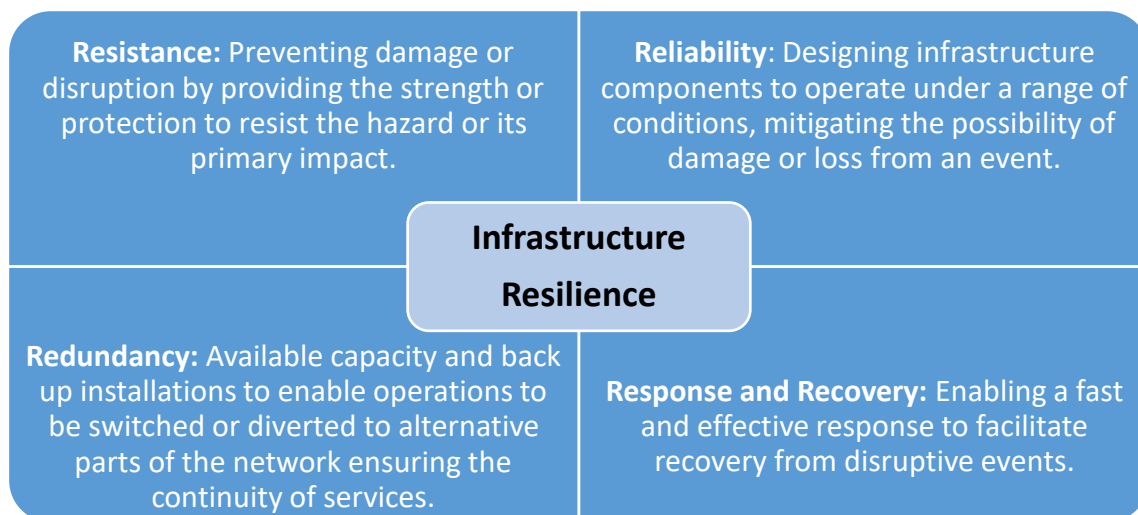 Resistance: Preventing damage or
disruption by providing the strength or
protection to resist the hazard or its
primary impact.
Reliability: Designing infrastructure
components to operate under a range of
conditions, mitigating the possibility of
damage or loss from an event.
Infrastructure
Resilience
Redundancy: Available capacity and back
up installations to enable operations to
be switched or diverted to alternative
parts of the network ensuring the
continuity of services.
Response and Recovery: Enabling a fast
and effective response to facilitate
recovery from disruptive events.